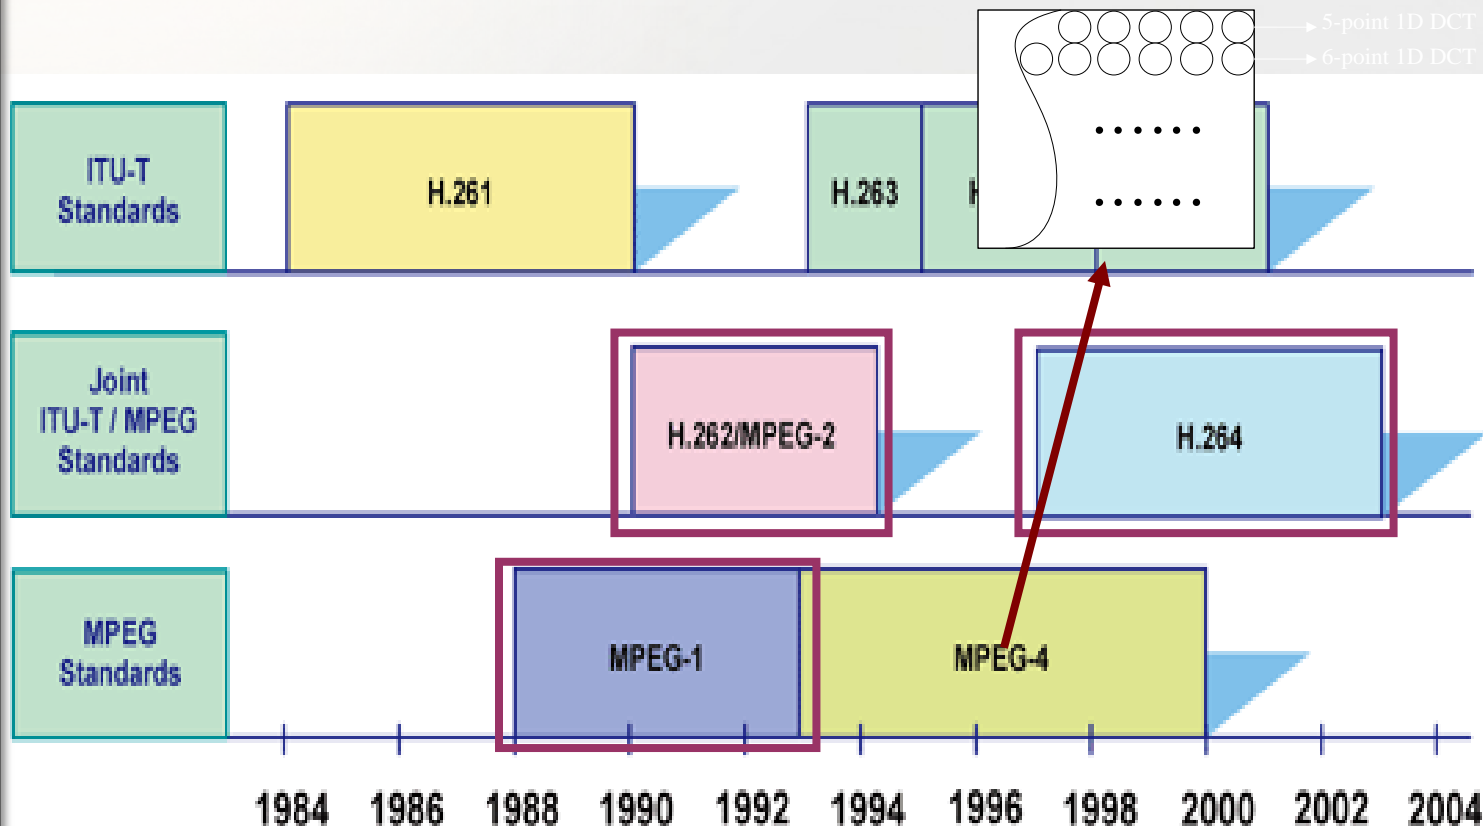 5-point 1D DCT
6-point 1D DCT
ITU-T
Standards
H.261
H.263
Joint
ITU-T / MPEG
Standards
H.262/MPEG-2
H.264
MPEG
Standards
MPEG-1
MPEG-4
1984 1986 1988 1990 1992 1994 1996 1998 2000 2002 2004